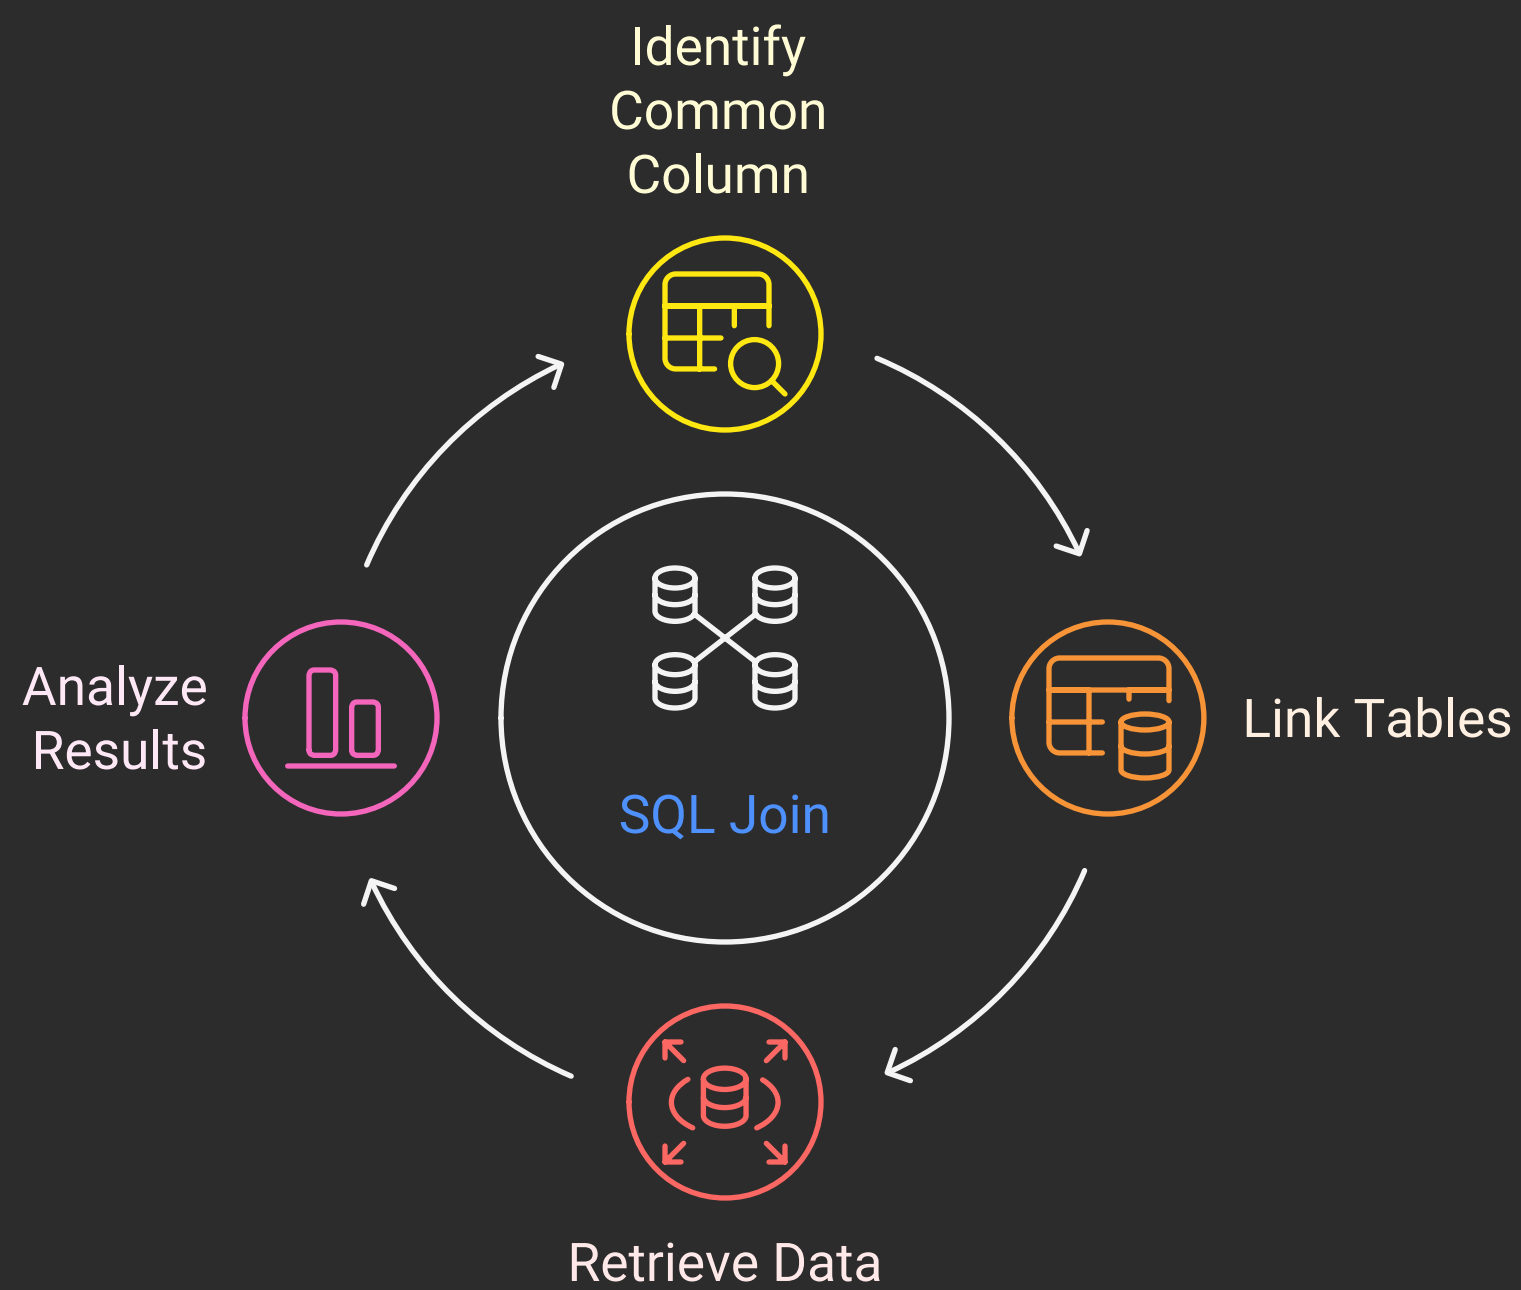 Identify
Common
Column
Analyze
Results
Link Tables
SQL Join
Retrieve Data